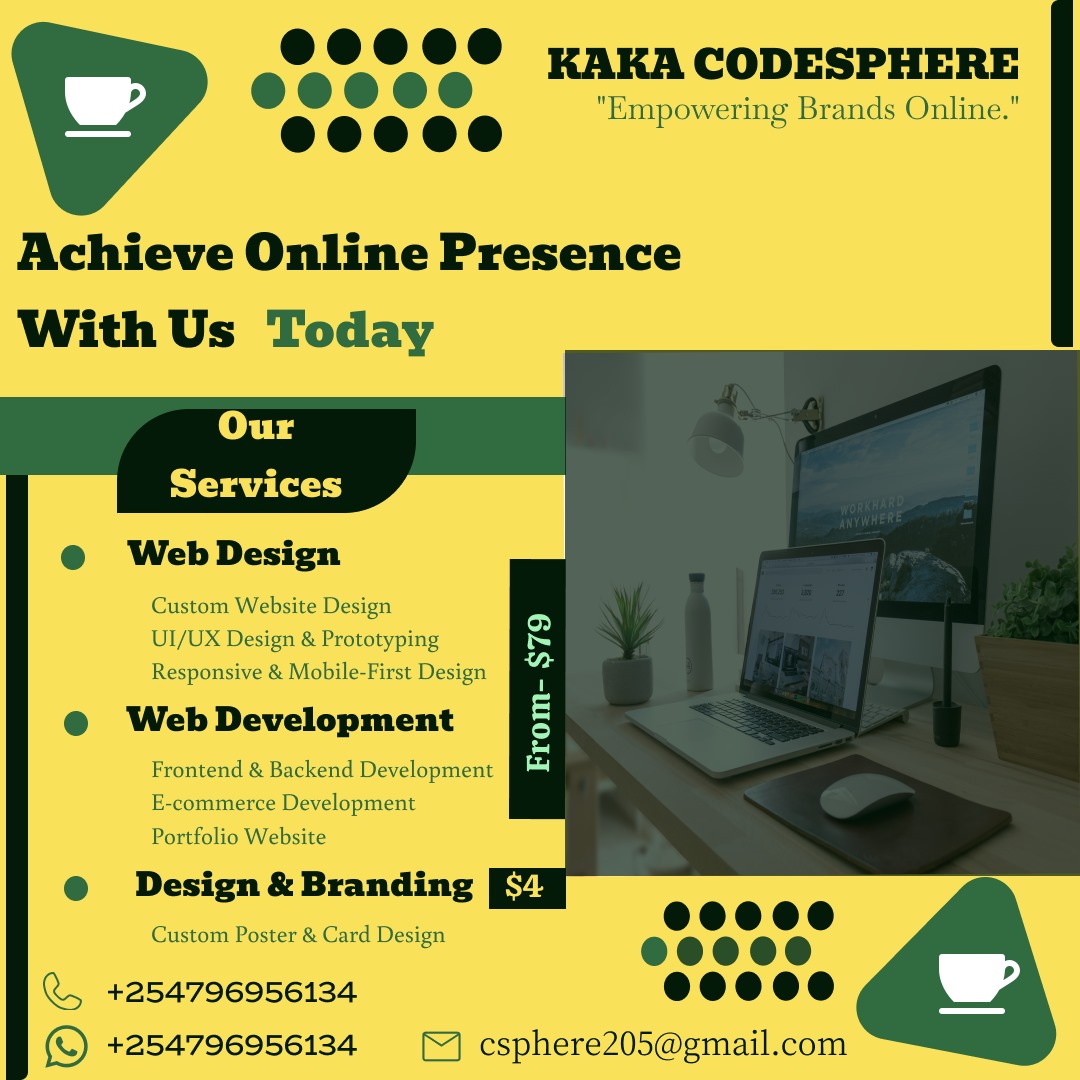 KAKA CODESPHERE
"Empowering Brands Online."
Achieve Online Presence
With Us Today
Our
Services
Web Design
Custom Website Design
UI/UX Design & Prototyping
Responsive & Mobile-First Design
From- $79
Web Development
Frontend & Backend Development
E-commerce Development
Portfolio Website
Design & Branding $4
Custom Poster & Card Design
+254796956134
+254796956134
csphere205@gmail.com
WORKHARD
ANYWHERE